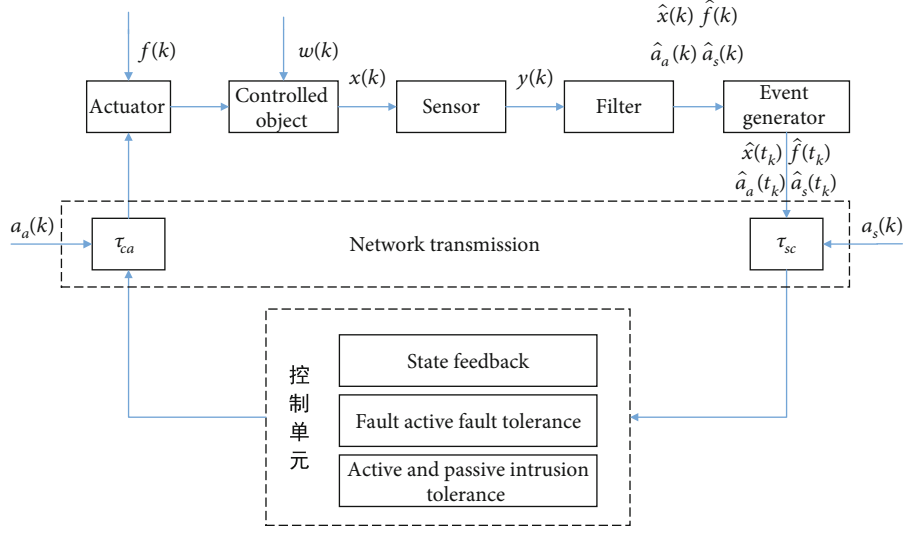 x̂(k) f̂(k)
f(k)
w(k)
â_a(k) â_s(k)
x(k)
y(k)
Actuator
Controlled
object
Sensor
Filter
Event
generator
x̂(t_k) f̂(t_k)
â_a(t_k) â_s(t_k)
a_a(k)
τ_ca
Network transmission
τ_sc
a_s(k)
控制单元
State feedback
Fault active fault tolerance
Active and passive intrusion
tolerance